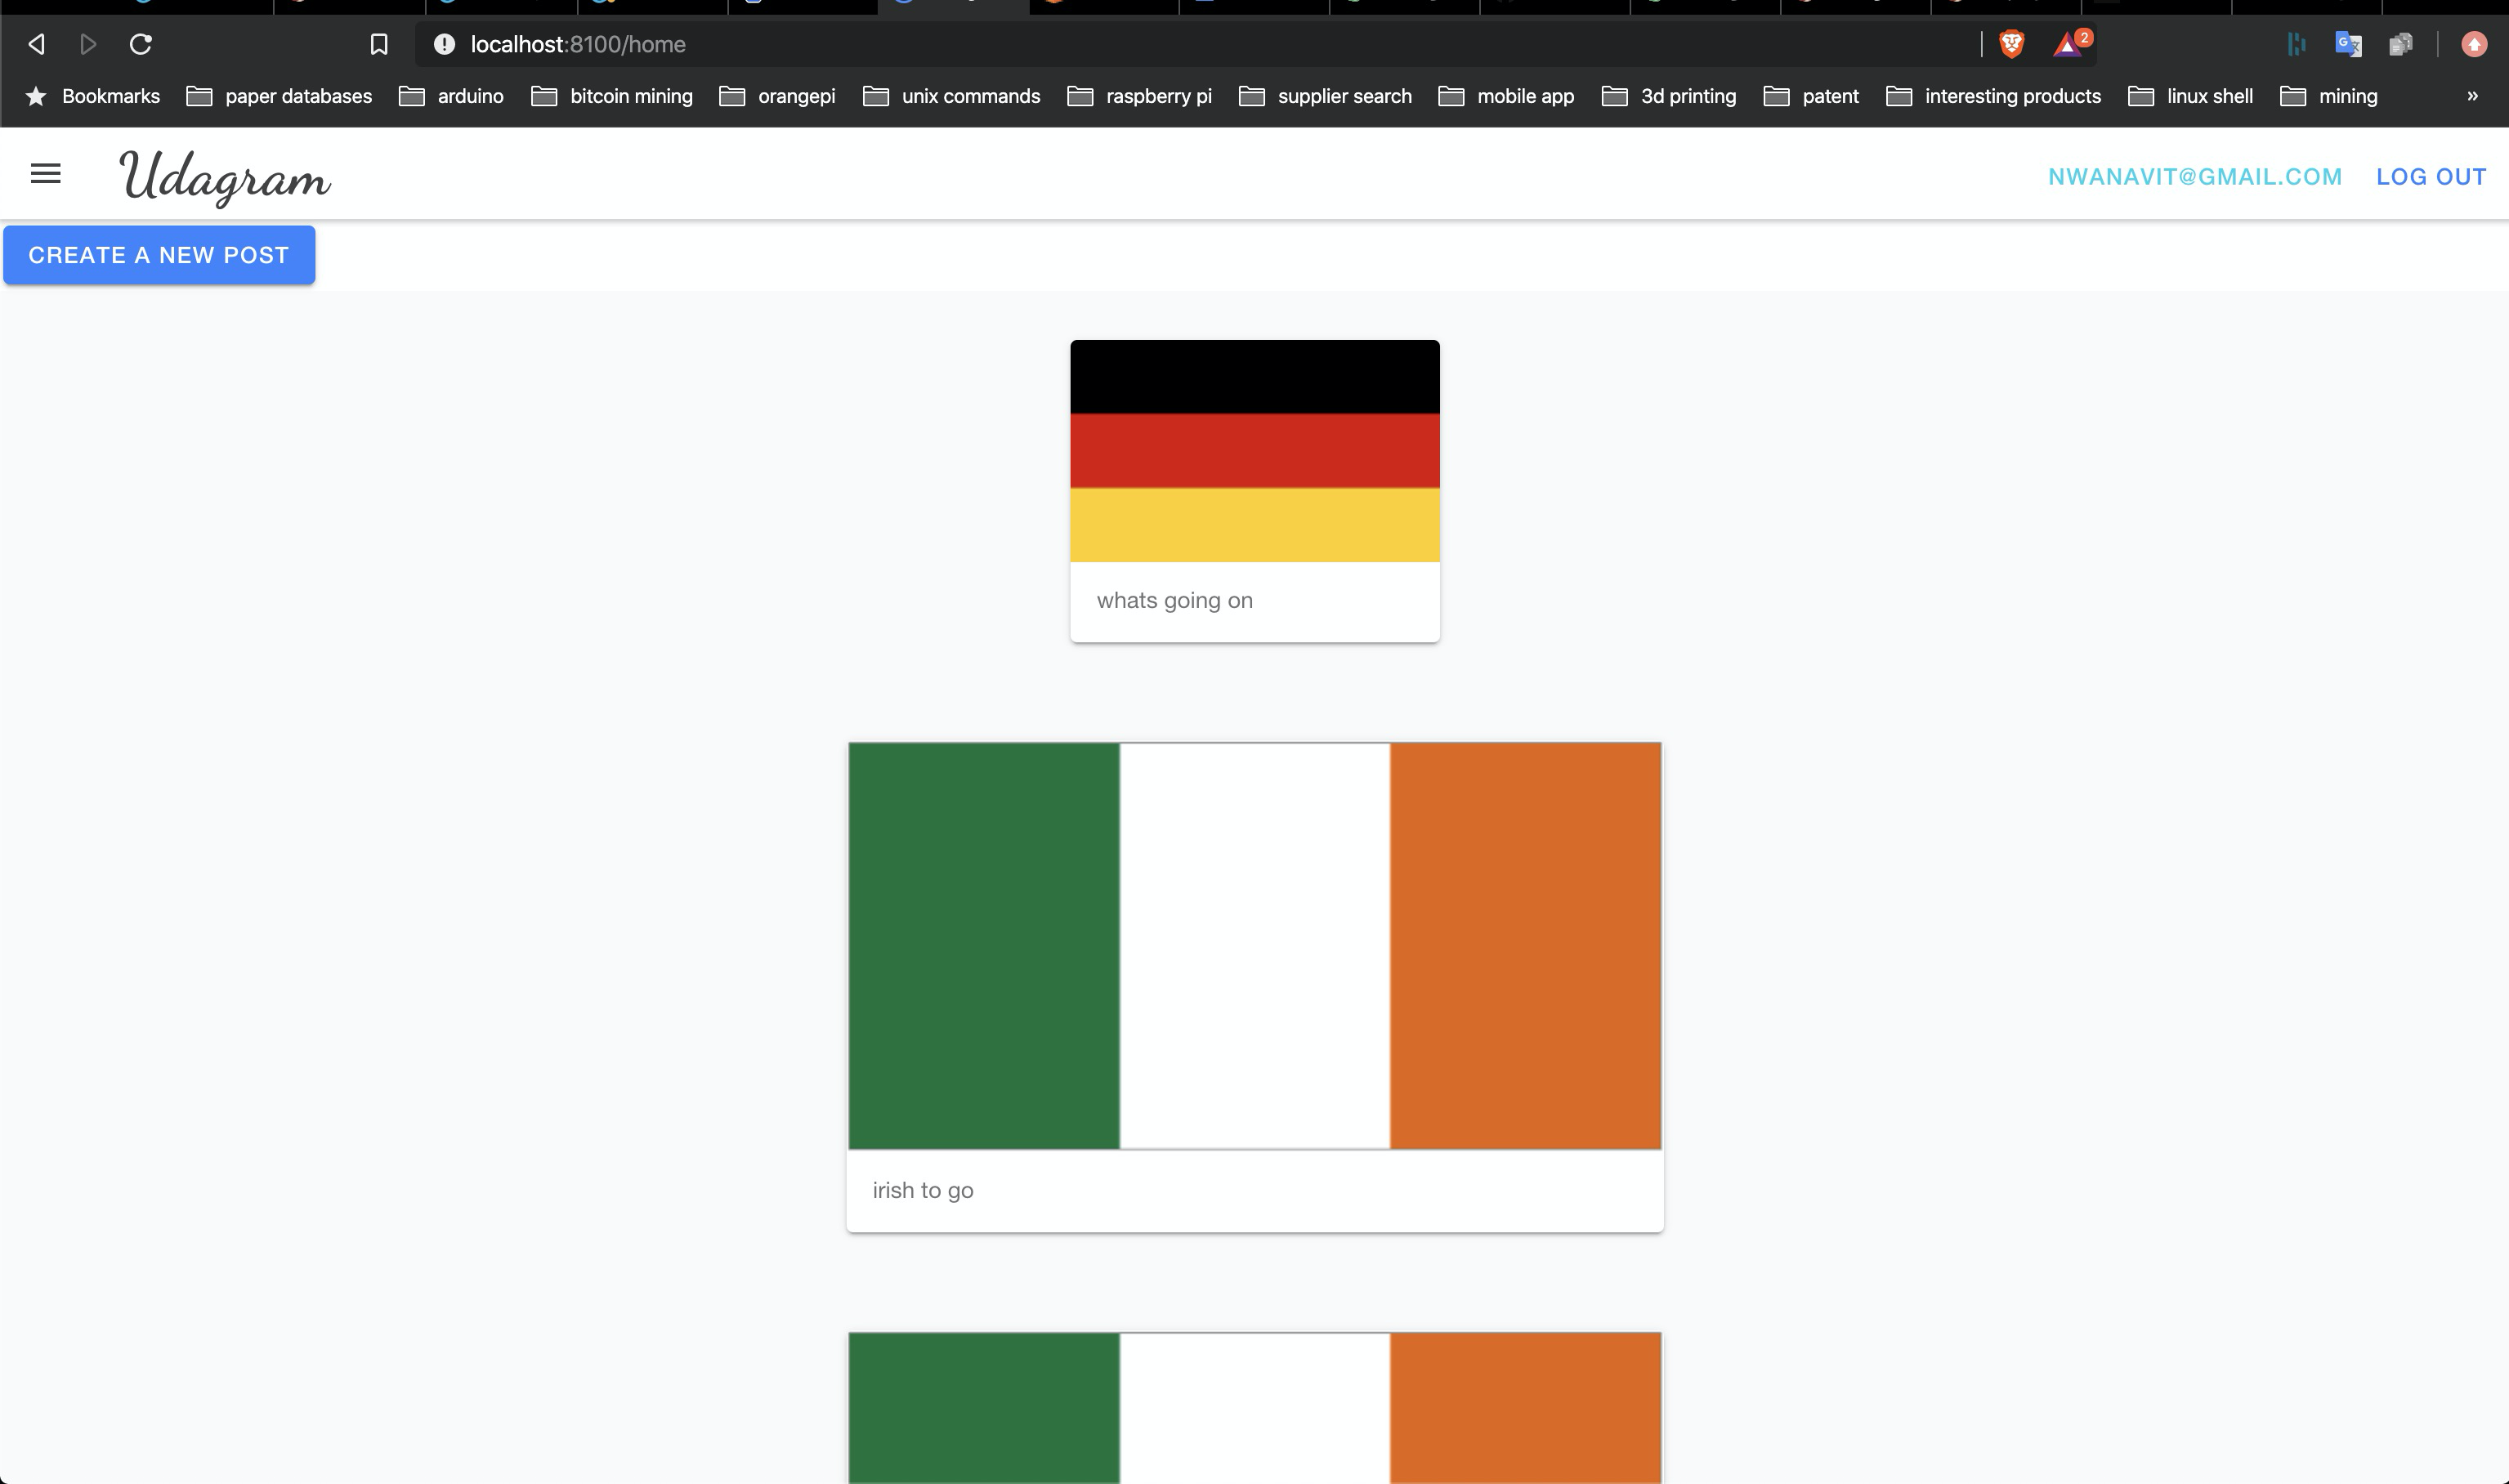 localhost:8100/home
2
Bookmarks paper databases arduino bitcoin mining orangepi unix commands raspberry pi supplier search mobile app 3d printing patent interesting products linux shell mining »
Udagram NWANAVIT@GMAIL.COM LOG OUT
CREATE A NEW POST
whats going on
irish to go